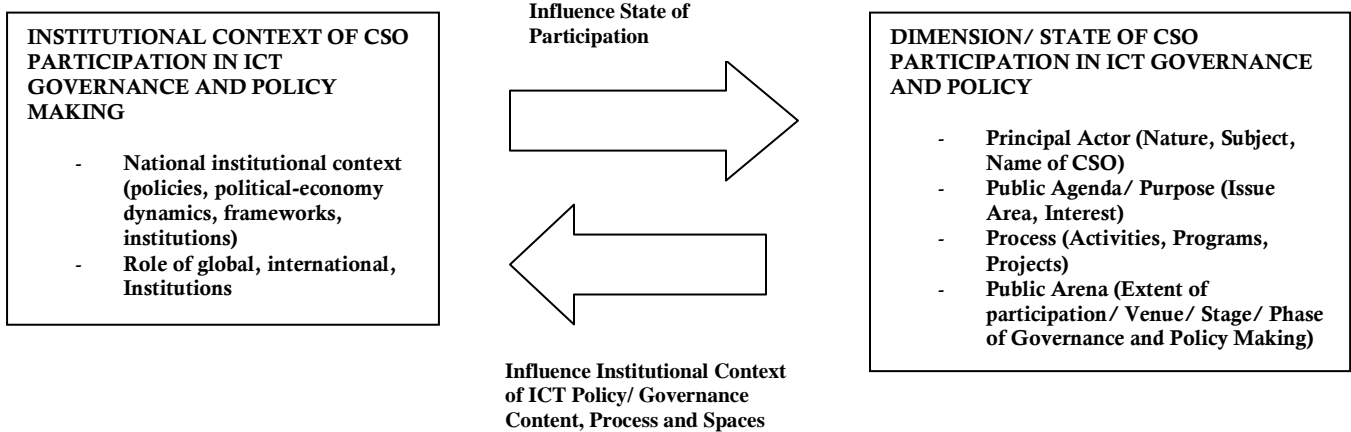 INSTITUTIONAL CONTEXT OF CSO
PARTICIPATION IN ICT
GOVERNANCE AND POLICY
MAKING
- National institutional context
(policies, political-economy
dynamics, frameworks,
institutions)
- Role of global, international,
Institutions
Influence State of
Participation
Influence Institutional Context
of ICT Policy/ Governance
Content, Process and Spaces
DIMENSION/ STATE OF CSO
PARTICIPATION IN ICT GOVERNANCE
AND POLICY
- Principal Actor (Nature, Subject,
Name of CSO)
- Public Agenda/ Purpose (Issue
Area, Interest)
- Process (Activities, Programs,
Projects)
- Public Arena (Extent of
participation/ Venue/ Stage/ Phase
of Governance and Policy Making)